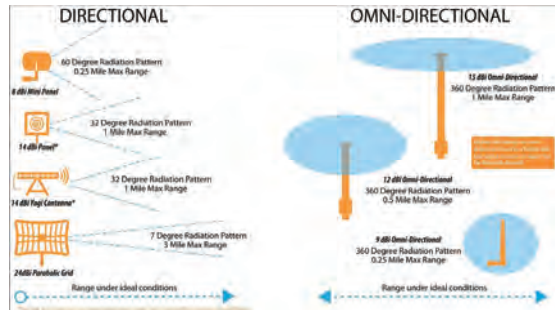 DIRECTIONAL
60 Degree Radiation Pattern
0.25 Mile Max Range
8 dBi Mini Panel
32 Degree Radiation Pattern
1 Mile Max Range
14 dBi Panel*
32 Degree Radiation Pattern
1 Mile Max Range
14 dBi Yagi Cantenna*
7 Degree Radiation Pattern
3 Mile Max Range
24dBi Parabolic Grid
Range under ideal conditions
OMNI-DIRECTIONAL
15 dBi Omni-Directional
360 Degree Radiation Pattern
1 Mile Max Range
12 dBi Omni-Directional
360 Degree Radiation Pattern
0.5 Mile Max Range
9 dBi Omni-Directional
360 Degree Radiation Pattern
0.25 Mile Max Range
Range under ideal conditions